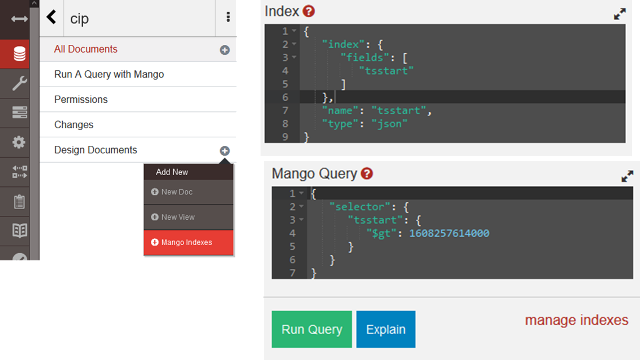 cip
All Documents
Run A Query with Mango
Permissions
Changes
Design Documents
Add New
New Doc
New View
Mango Indexes
Index ?
1 {
2 "index": {
3 "fields": [
4 "tsstart"
5 ]
6 },
7 "name": "tsstart",
8 "type": "json"
9 }
Mango Query ?
1 {
2 "selector": {
3 "tsstart": {
4 "$gt": 1608257614000
5 }
6 }
7 }
Run Query
Explain
manage indexes